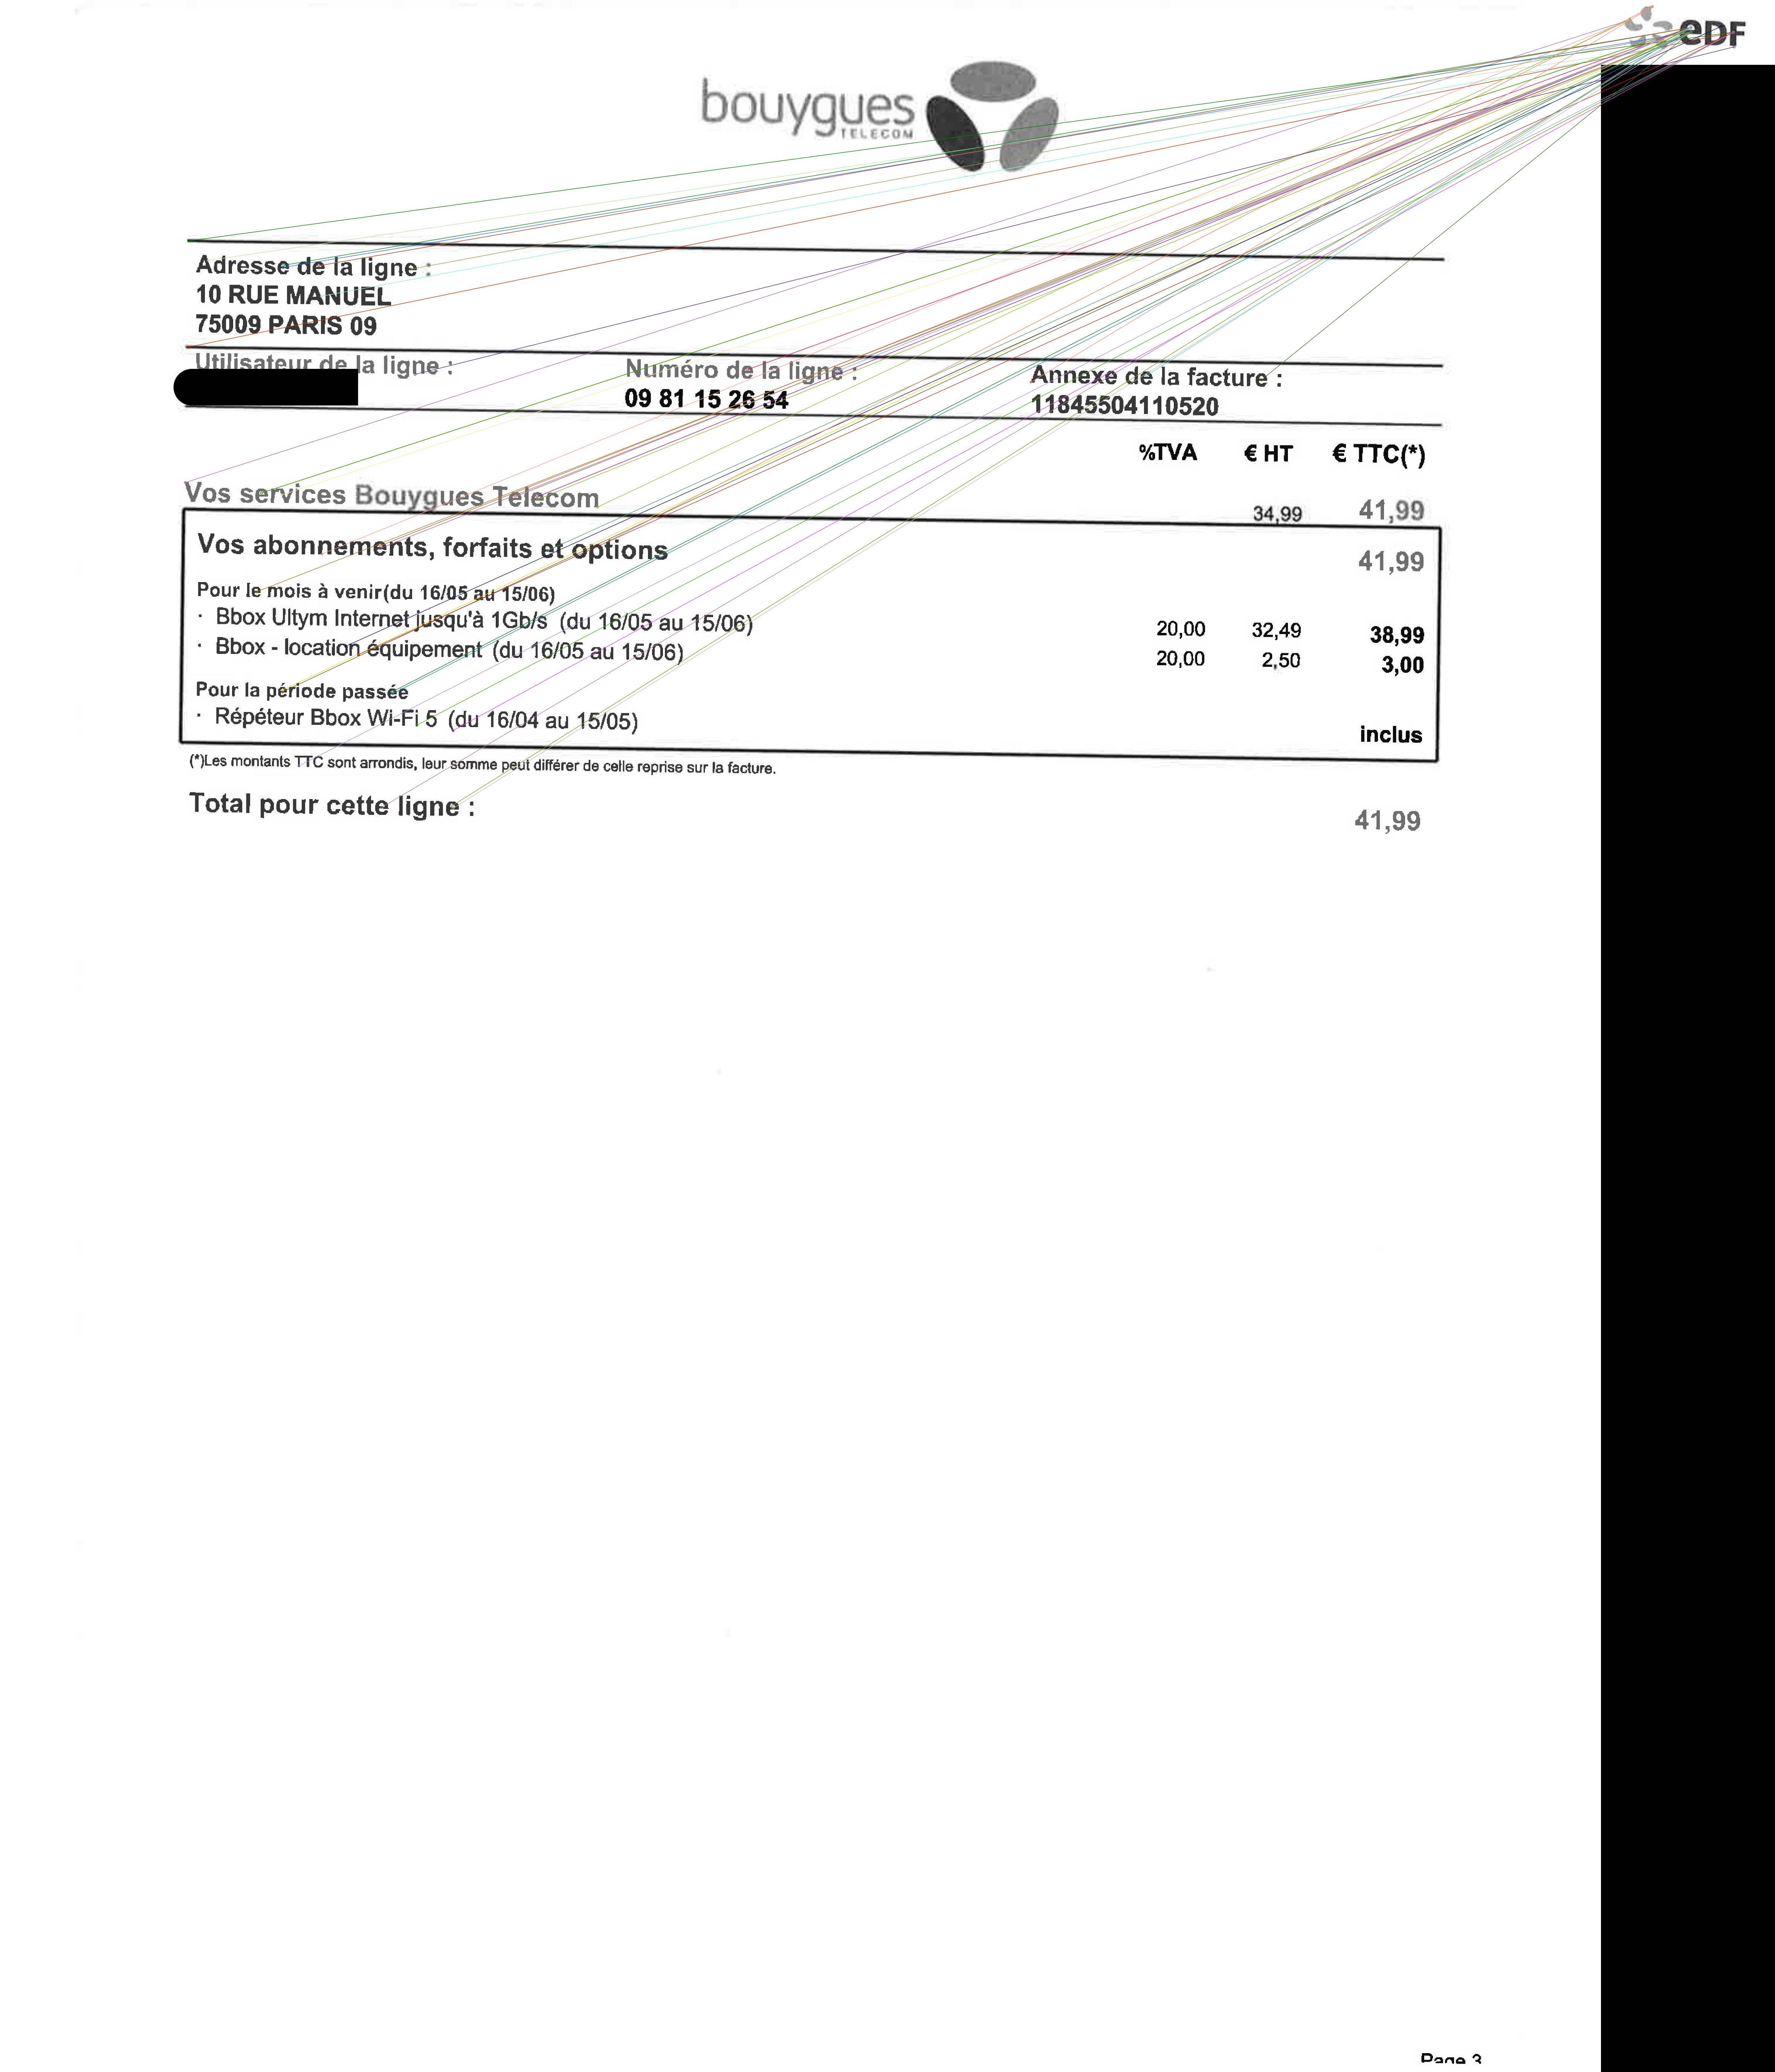 eDF
bouygues
TELECOM
Adresse de la ligne :
10 RUE MANUEL
75009 PARIS 09
Utilisateur de la ligne :
Numéro de la ligne :
09 81 15 26 54
Annexe de la facture :
11845504110520
%TVA € HT € TTC(*)
Vos services Bouygues Telecom 34,99 41,99
Vos abonnements, forfaits et options 41,99
Pour le mois à venir(du 16/05 au 15/06)
· Bbox Ultym Internet jusqu'à 1Gb/s (du 16/05 au 15/06) 20,00 32,49 38,99
· Bbox - location équipement (du 16/05 au 15/06) 20,00 2,50 3,00
Pour la période passée
· Répéteur Bbox Wi-Fi 5 (du 16/04 au 15/05) inclus
(*)Les montants TTC sont arrondis, leur somme peut différer de celle reprise sur la facture.
Total pour cette ligne : 41,99
Page 3